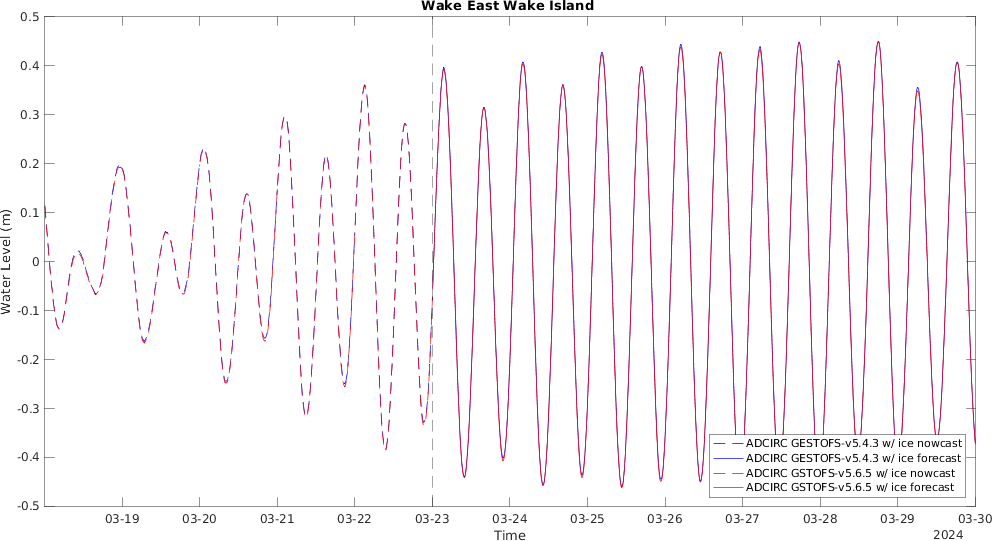 Wake East Wake Island
0.5
0.4
0.3
0.2
0.1
0
-0.1
-0.2
-0.3
-0.4
-0.5
Water Level (m)
ADCIRC GESTOFS-v5.4.3 w/ ice nowcast
ADCIRC GESTOFS-v5.4.3 w/ ice forecast
ADCIRC GSTOFS-v5.6.5 w/ ice nowcast
ADCIRC GSTOFS-v5.6.5 w/ ice forecast
03-19 03-20 03-21 03-22 03-23 03-24 03-25 03-26 03-27 03-28 03-29 03-30
Time
2024